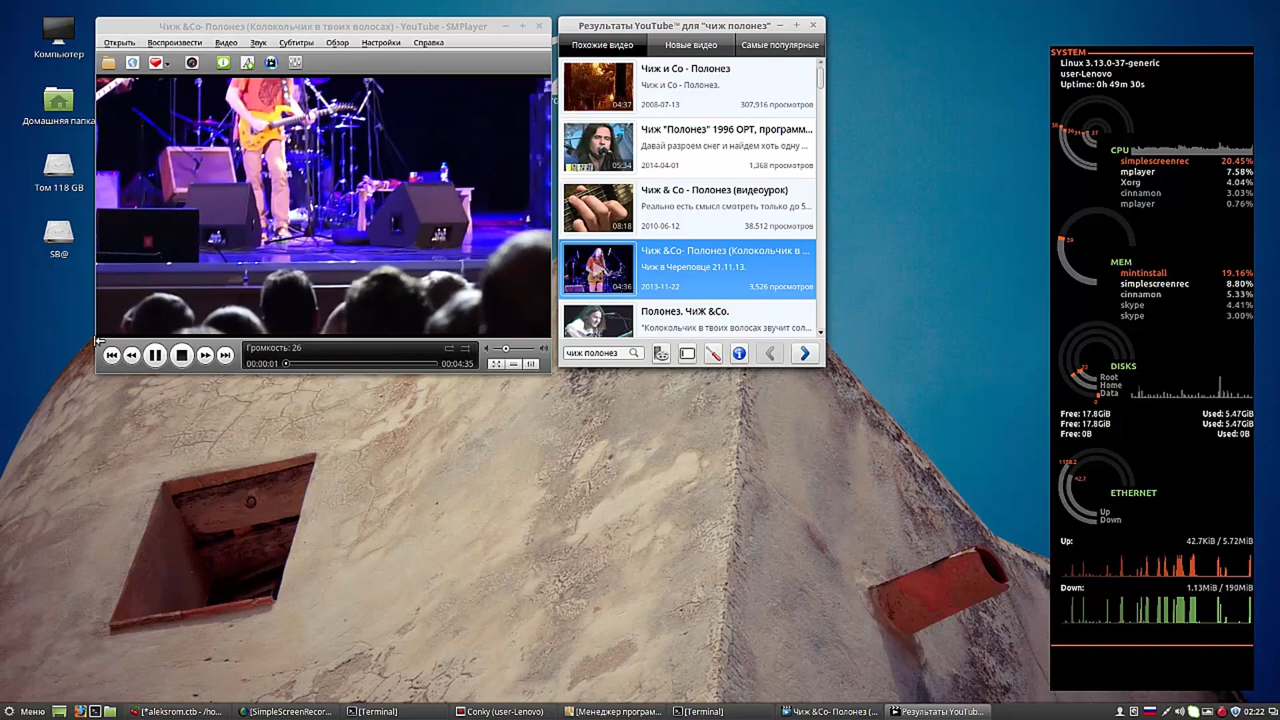 Компьютер
Домашняя папка
Том 118 GB
SB@
Чиж &Co- Полонез (Колокольчик в твоих волосах) - YouTube - SMPlayer
Открыть Воспроизвести Видео Звук Субтитры Обзор Настройки Справка
Громкость: 26
00:00:01 00:04:35
Результаты YouTube™ для "чиж полонез"
Похожие видео Новые видео Самые популярные
Чиж и Со - Полонез
Чиж и Со - Полонез.
04:37 2008-07-13 307,916 просмотров
Чиж "Полонез" 1996 ОРТ, программ...
Давай разроем снег и найдем хоть одну ...
05:34 2014-04-01 1,368 просмотров
Чиж & Co - Полонез (видеоурок)
Реально есть смысл смотреть только до 5...
08:18 2010-06-12 38,512 просмотров
Чиж &Co- Полонез (Колокольчик в ...
Чиж в Череповце 21.11.13.
04:36 2013-11-22 3,526 просмотров
Полонез. ЧиЖ &Co.
"Колокольчик в твоих волосах звучит сол...
чиж полонез
SYSTEM
Linux 3.13.0-37-generic
user-Lenovo
Uptime: 0h 49m 30s
CPU
simplescreenrec 20.45%
mplayer 7.58%
Xorg 4.04%
cinnamon 3.03%
mplayer 0.76%
39
MEM
mintinstall 19.16%
simplescreenrec 8.80%
cinnamon 5.33%
skype 4.41%
skype 3.00%
DISKS
Root
Home
Data
Free: 17.8GiB Used: 5.47GiB
Free: 17.8GiB Used: 5.47GiB
Free: 0B Used: 0B
42.7
ETHERNET
Up
Down
Up: 42.7KiB / 5.72MiB
Down: 1.13MiB / 190MiB
Меню [*aleksrom.ctb - /ho... [SimpleScreenRecor... [Terminal] Conky (user-Lenovo) [Менеджер програм... [Terminal] Чиж &Co- Полонез (... Результаты YouTub... 02:22